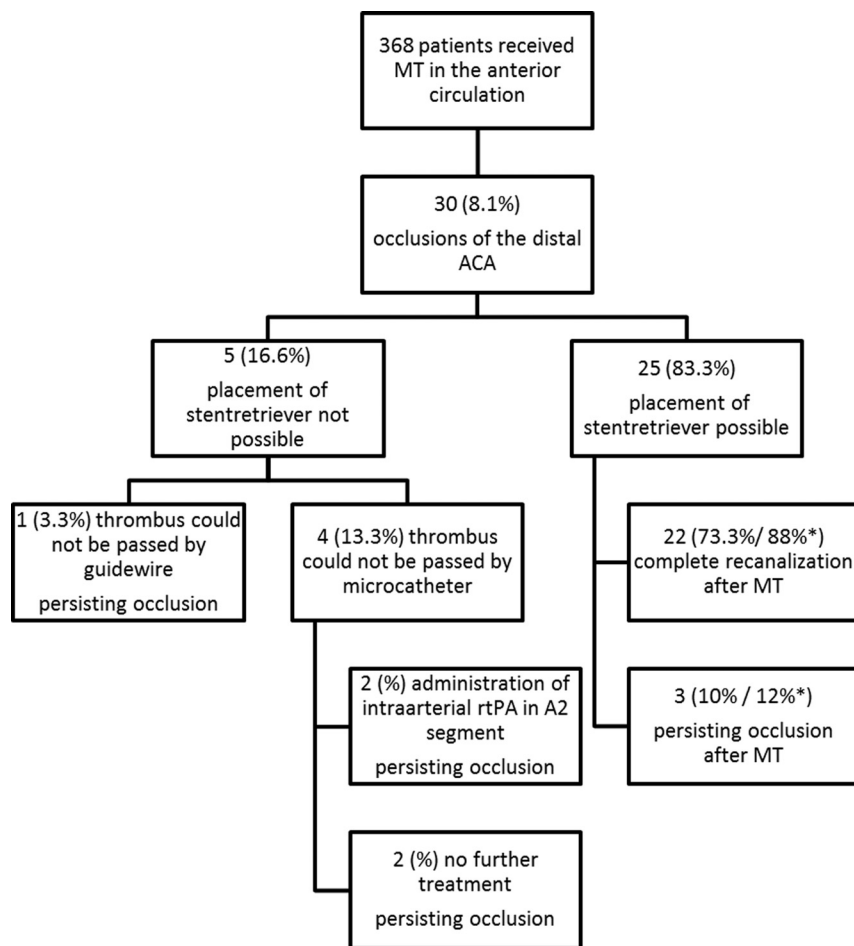 368 patients received
MT in the anterior
circulation
30 (8.1%)
occlusions of the distal
ACA
5 (16.6%)
placement of
stentretriever not
possible
25 (83.3%)
placement of
stentretriever possible
1 (3.3%) thrombus could
not be passed by
guidewire
persisting occlusion
4 (13.3%) thrombus
could not be passed by
microcatheter
22 (73.3%/ 88%*)
complete recanalization
after MT
2 (%) administration of
intraarterial rtPA in A2
segment
persisting occlusion
3 (10% / 12%*)
persisting occlusion
after MT
2 (%) no further
treatment
persisting occlusion